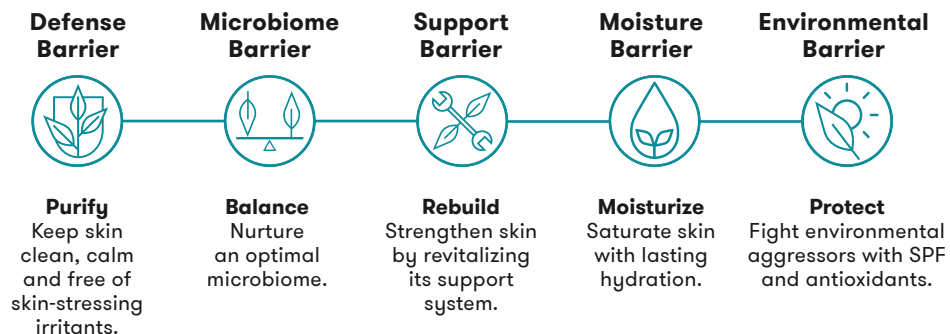 Defense
Barrier
Microbiome
Barrier
Support
Barrier
Moisture
Barrier
Environmental
Barrier
Purify
Keep skin
clean, calm
and free of
skin-stressing
irritants.
Balance
Nurture
an optimal
microbiome.
Rebuild
Strengthen skin
by revitalizing
its support
system.
Moisturize
Saturate skin
with lasting
hydration.
Protect
Fight environmental
aggressors with SPF
and antioxidants.